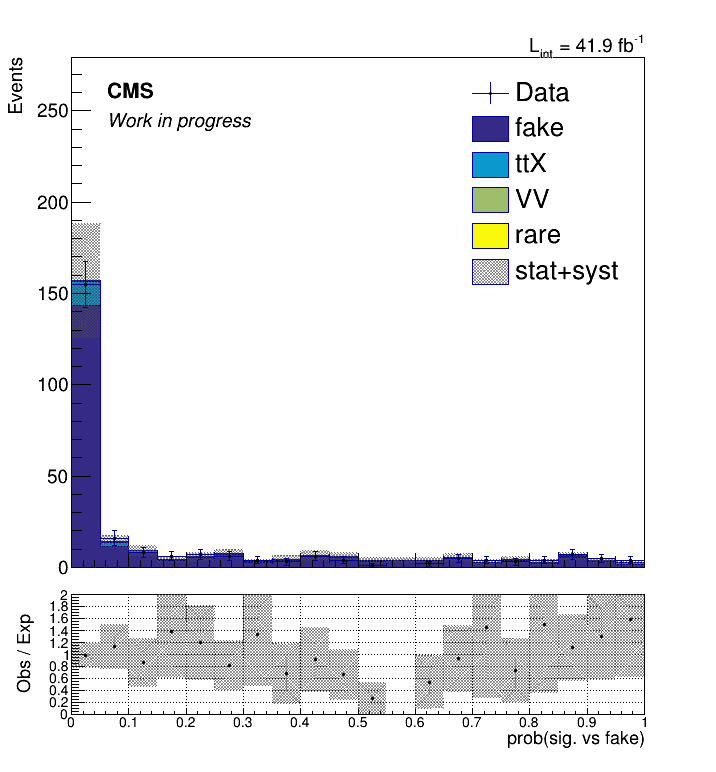 L_int = 41.9 fb^-1
Events
CMS
Work in progress
Data
fake
ttX
VV
rare
stat+syst
250
200
150
100
50
0
Obs / Exp
2
1.8
1.6
1.4
1.2
1
0.8
0.6
0.4
0.2
0
0 0.1 0.2 0.3 0.4 0.5 0.6 0.7 0.8 0.9 1
prob(sig. vs fake)